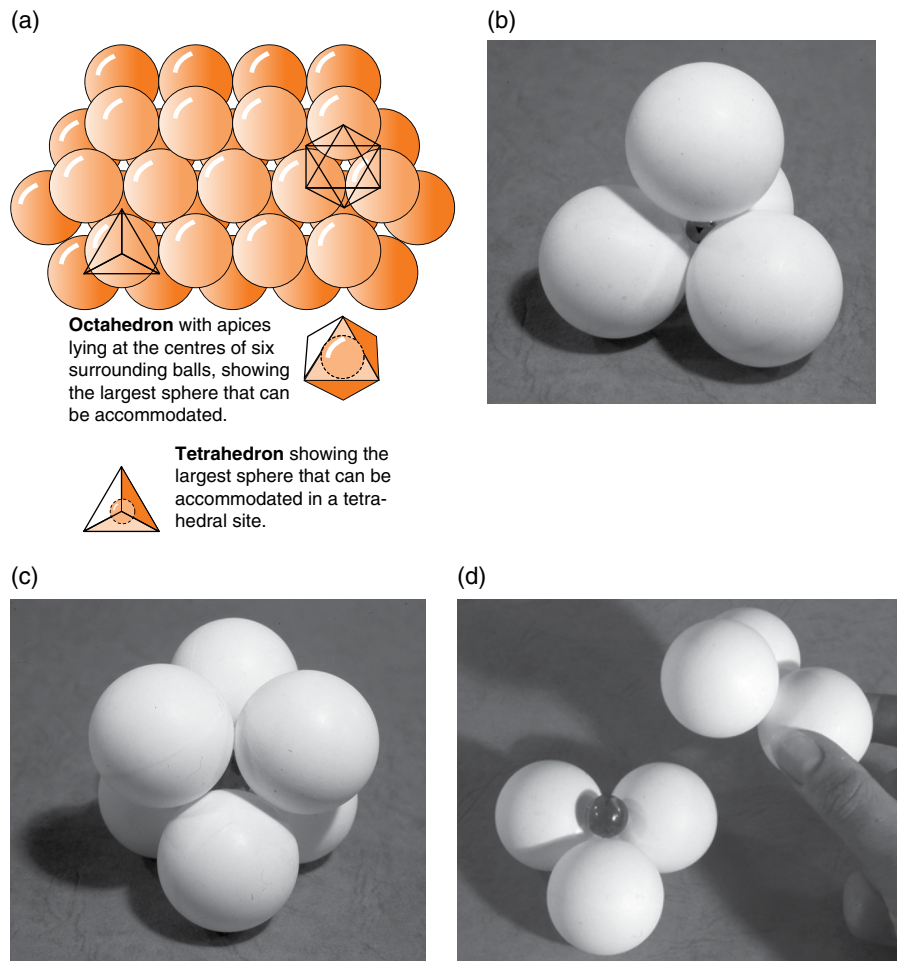 (a)
(b)
Octahedron with apices
lying at the centres of six
surrounding balls, showing
the largest sphere that can
be accommodated.
Tetrahedron showing the
largest sphere that can be
accommodated in a tetra-
hedral site.
(c)
(d)